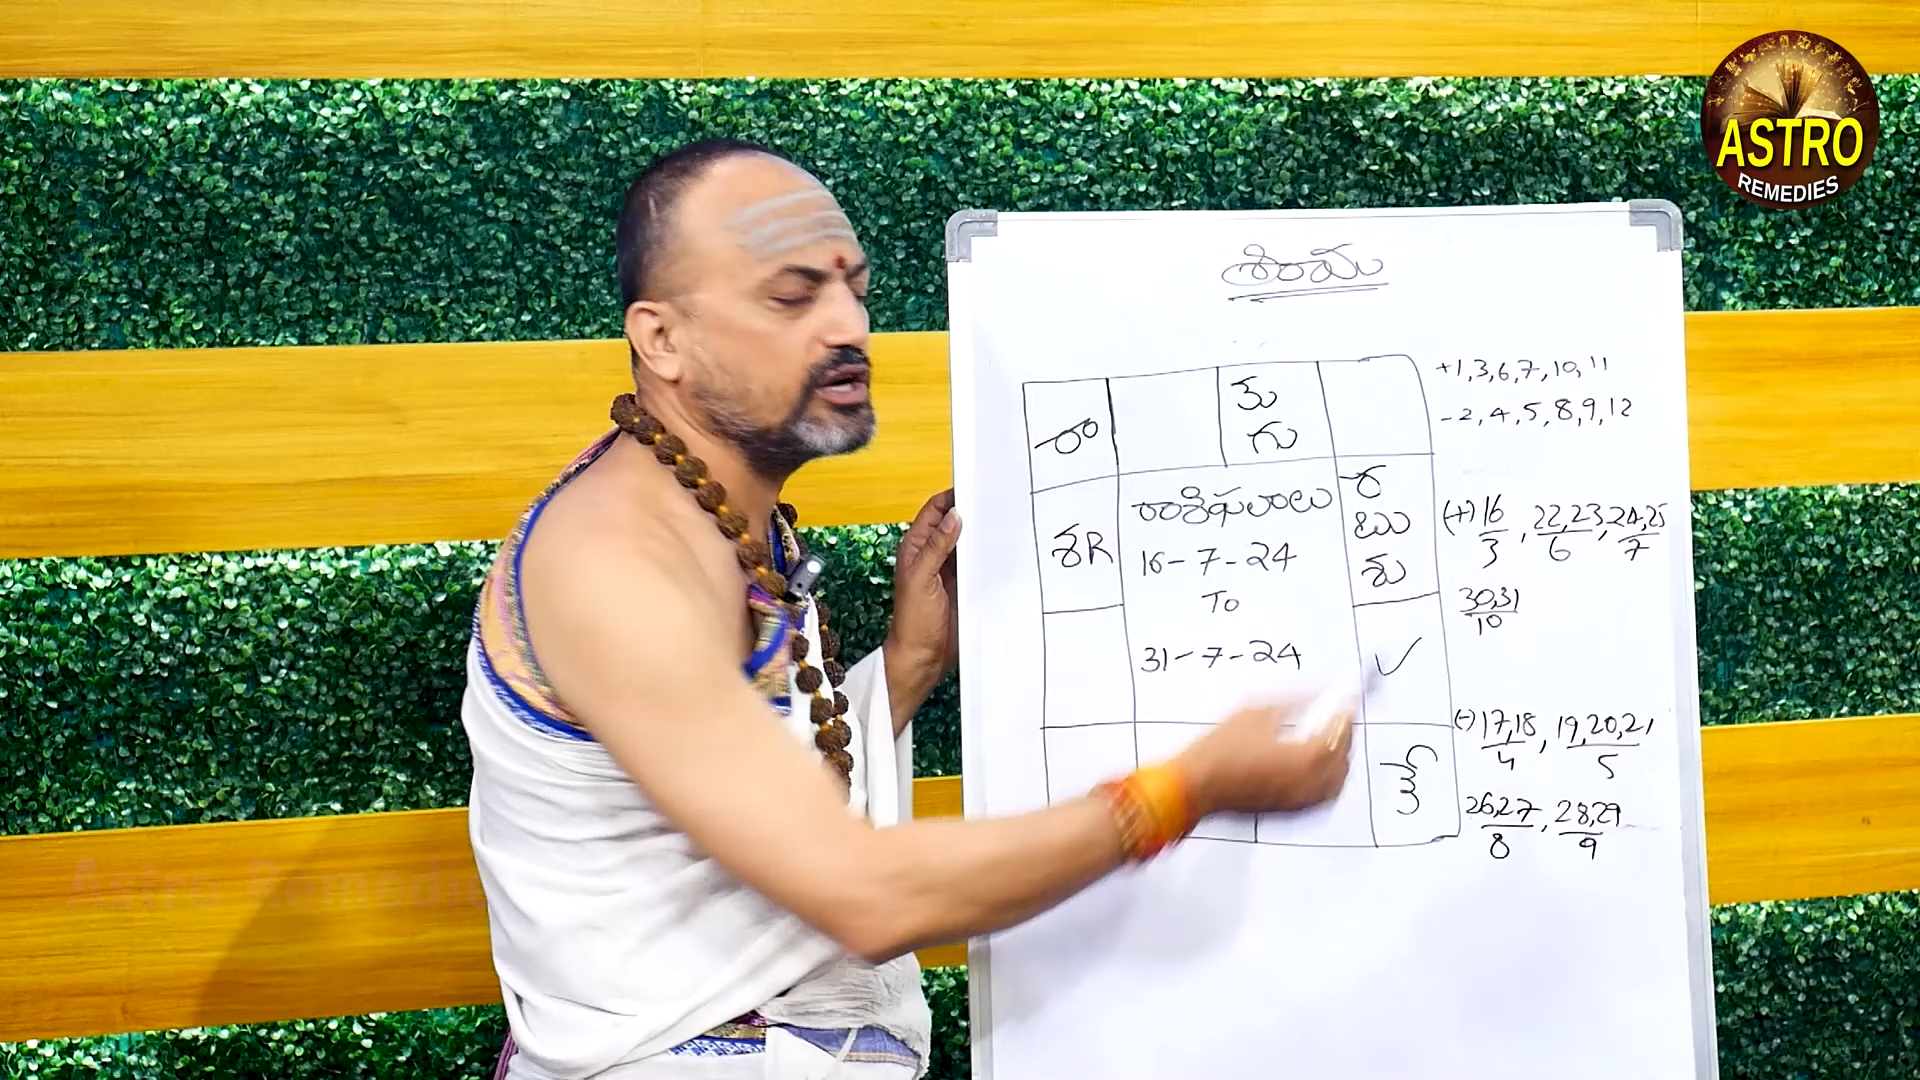 ASTRO
REMEDIES
శ్రీరామ
+1,3,6,7,10,11
-2,4,5,8,9,12
కు
గు
రా
ర
బు
శు
శR
రాశిఫలాలు
16-7-24
To
31-7-24
(+) 16/3, 22,23/6, 24,25/7
30,31/10
✓
(-) 17,18/4, 19,20,21/5
26,27/8, 28,29/9
కే
Astro Remedie